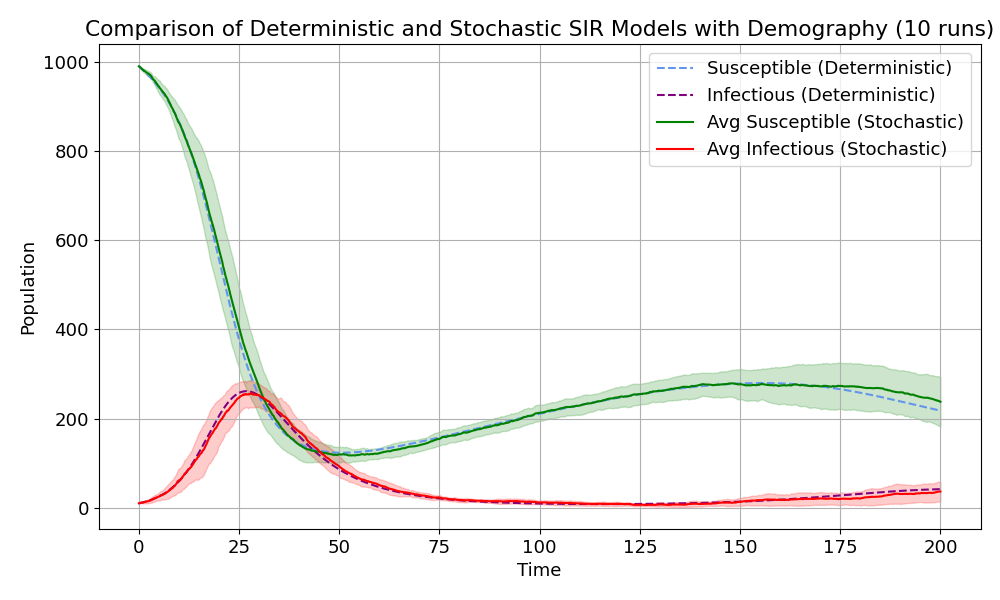 Comparison of Deterministic and Stochastic SIR Models with Demography (10 runs)
Susceptible (Deterministic)
Infectious (Deterministic)
Avg Susceptible (Stochastic)
Avg Infectious (Stochastic)
Population
1000
800
600
400
200
0
0 25 50 75 100 125 150 175 200
Time